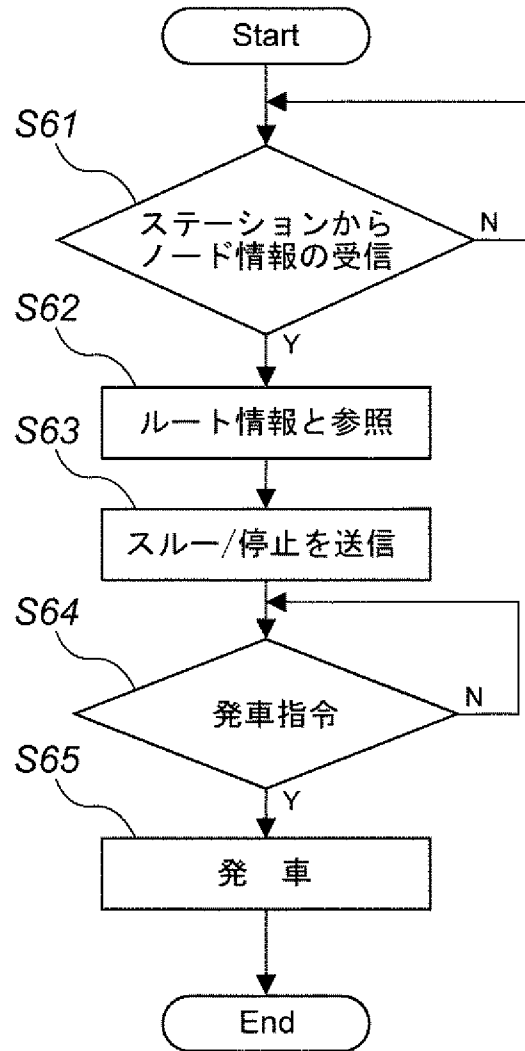 Start
S61
ステーションから
ノード情報の受信
N
Y
S62
ルート情報と参照
S63
スルー/停止を送信
S64
発車指令
N
Y
S65
発 車
End